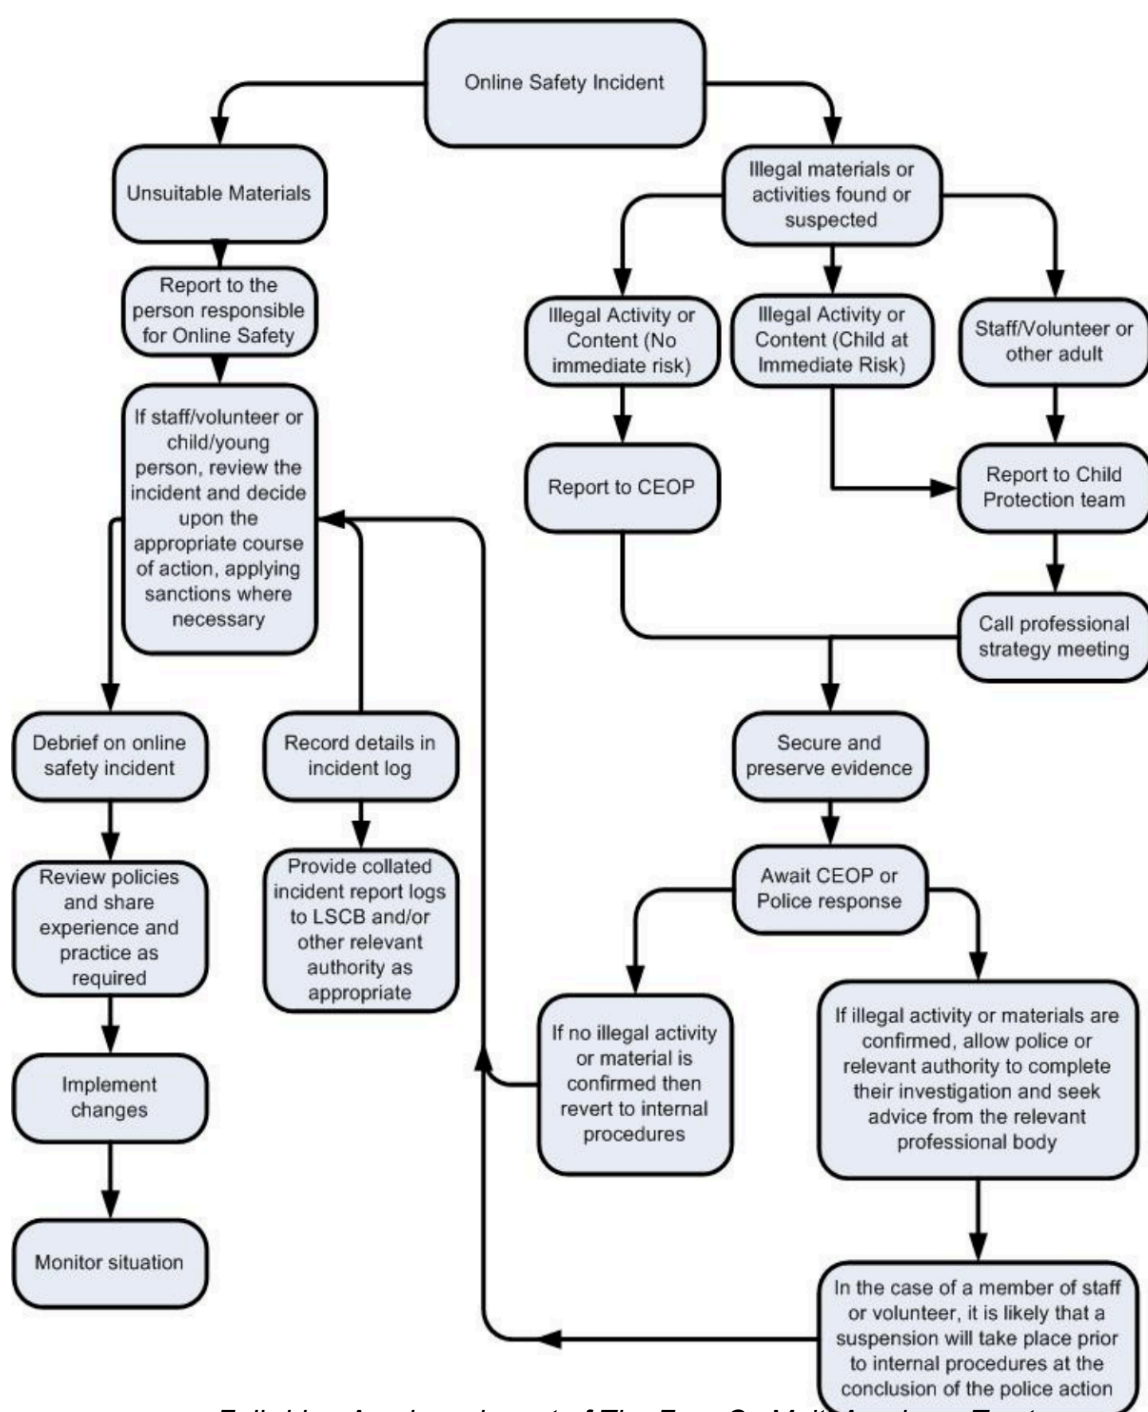 Online Safety Incident
Unsuitable Materials
Illegal materials or
activities found or
suspected
Report to the
person responsible
for Online Safety
Illegal Activity or
Content (No
immediate risk)
Illegal Activity or
Content (Child at
Immediate Risk)
Staff/Volunteer or
other adult
If staff/volunteer or
child/young
person, review the
incident and decide
upon the
appropriate course
of action, applying
sanctions where
necessary
Report to CEOP
Report to Child
Protection team
Call professional
strategy meeting
Debrief on online
safety incident
Record details in
incident log
Secure and
preserve evidence
Review policies
and share
experience and
practice as
required
Provide collated
incident report logs
to LSCB and/or
other relevant
authority as
appropriate
Await CEOP or
Police response
If no illegal activity
or material is
confirmed then
revert to internal
procedures
If illegal activity or materials are
confirmed, allow police or
relevant authority to complete
their investigation and seek
advice from the relevant
professional body
Implement
changes
Monitor situation
In the case of a member of staff
or volunteer, it is likely that a
suspension will take place prior
to internal procedures at the
conclusion of the police action